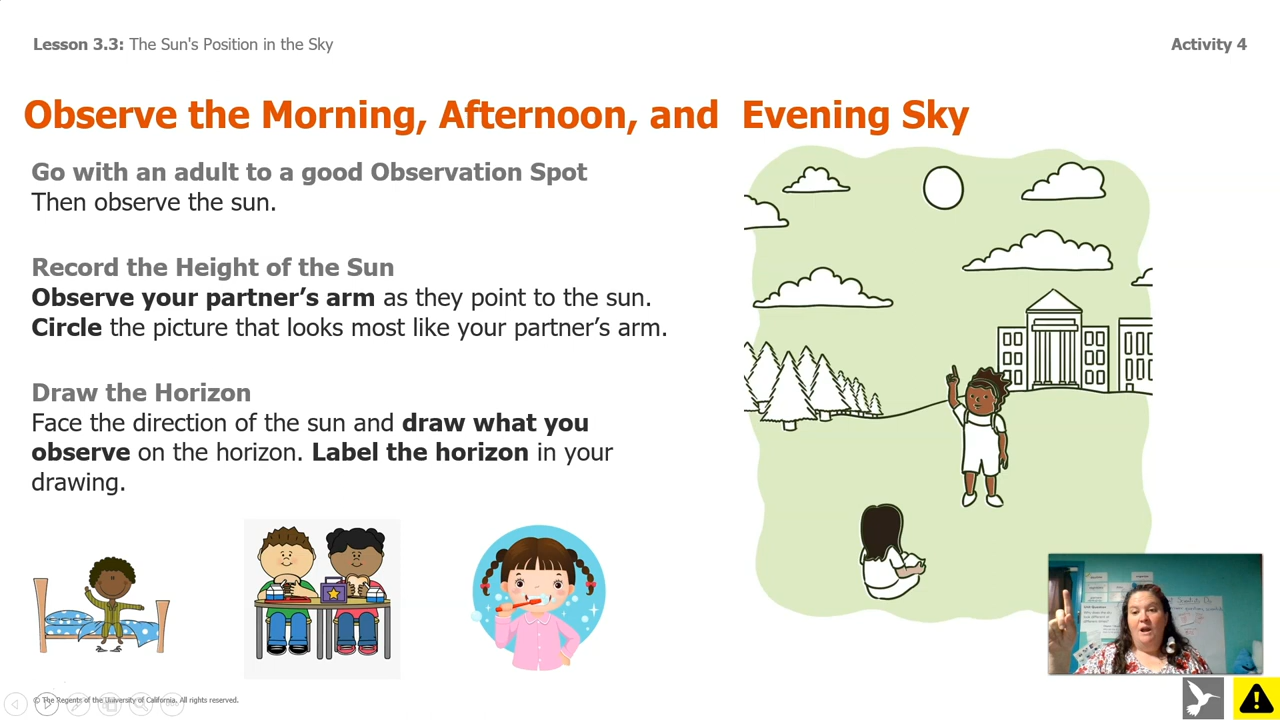 Lesson 3.3: The Sun's Position in the Sky
Activity 4
Observe the Morning, Afternoon, and Evening Sky
Go with an adult to a good Observation Spot
Then observe the sun.
Record the Height of the Sun
Observe your partner’s arm as they point to the sun.
Circle the picture that looks most like your partner’s arm.
Draw the Horizon
Face the direction of the sun and draw what you
observe on the horizon. Label the horizon in your
drawing.
© The Regents of the University of California. All rights reserved.